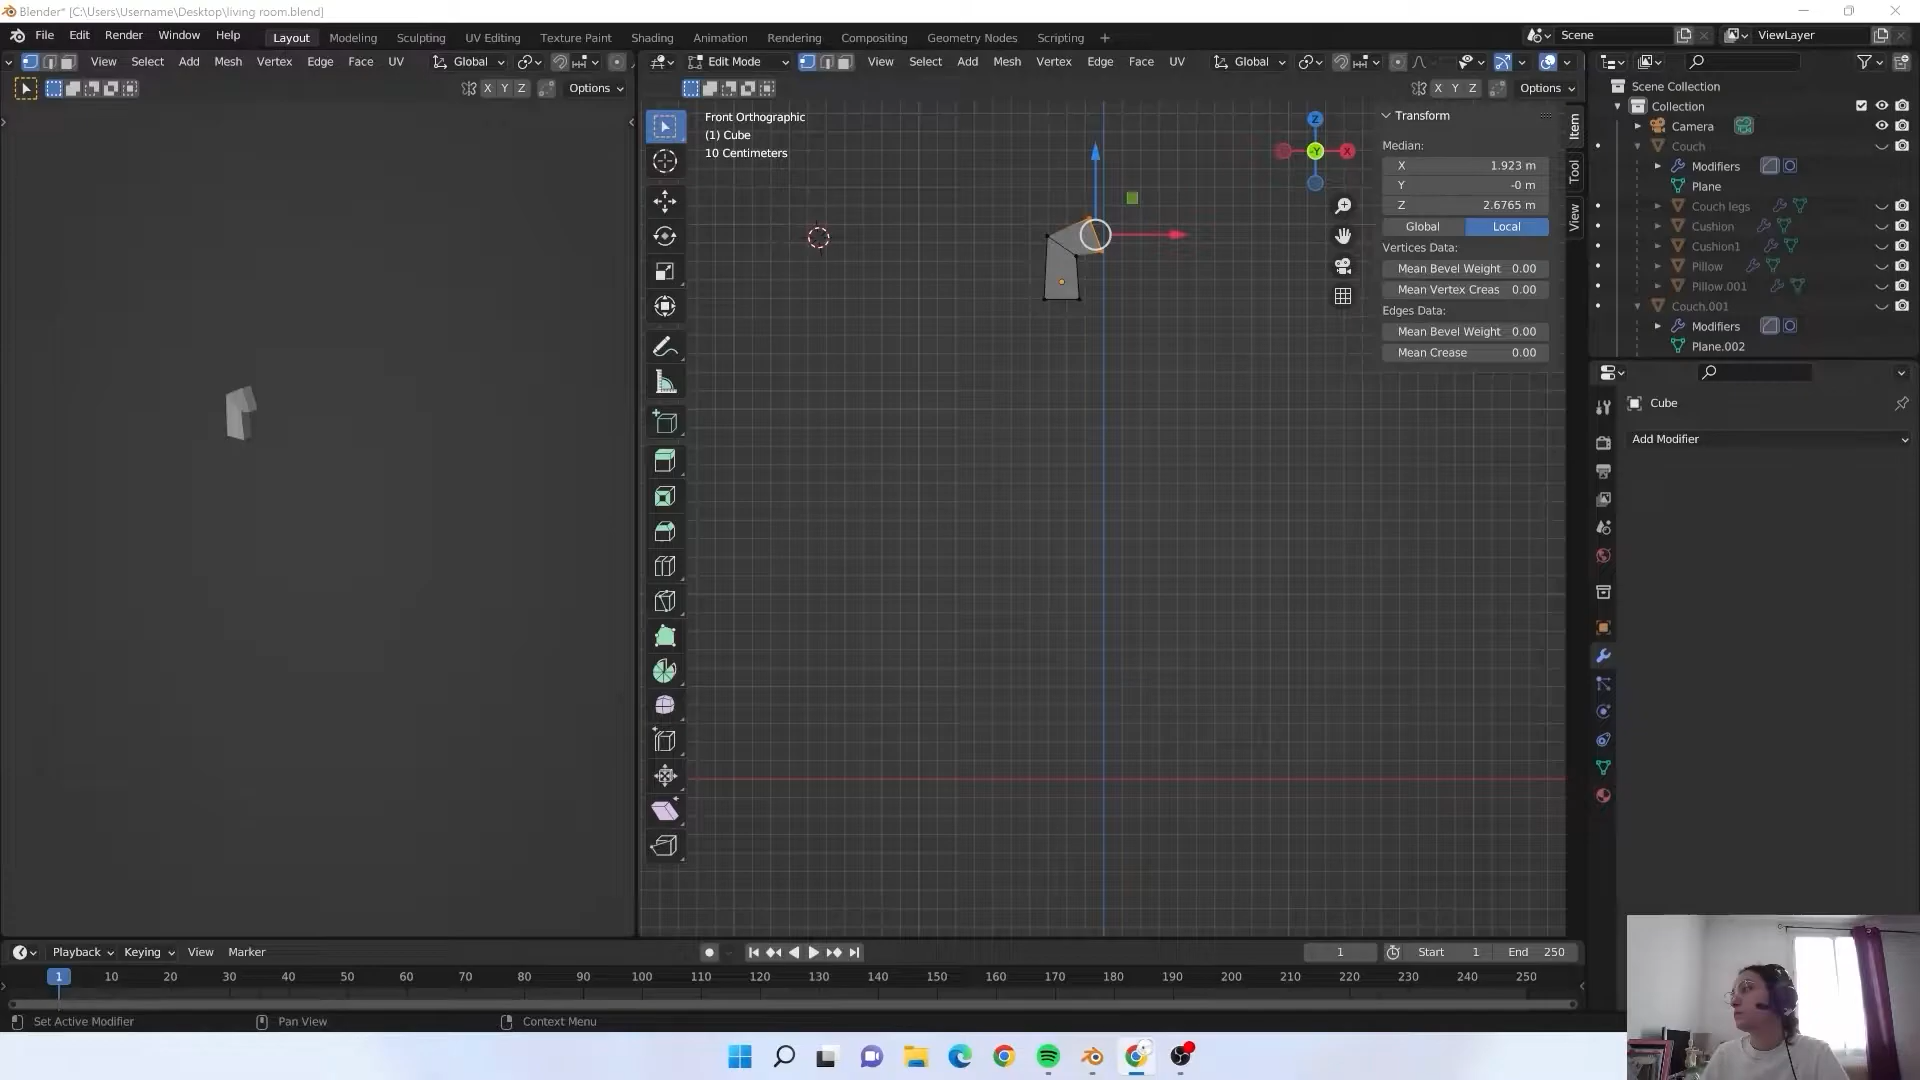 Blender* [C:\Users\Username\Desktop\living room.blend]
File Edit Render Window Help Layout Modeling Sculpting UV Editing Texture Paint Shading Animation Rendering Compositing Geometry Nodes Scripting + Scene ViewLayer
View Select Add Mesh Vertex Edge Face UV Global
Edit Mode View Select Add Mesh Vertex Edge Face UV Global
X Y Z Options
X Y Z Options
Front Orthographic
(1) Cube
10 Centimeters
Z
-Y
X
Transform
Median:
X 1.923 m
Y -0 m
Z 2.6765 m
Global Local
Vertices Data:
Mean Bevel Weight 0.00
Mean Vertex Creas 0.00
Edges Data:
Mean Bevel Weight 0.00
Mean Crease 0.00
Item
Tool
View
Scene Collection
Collection
Camera
Couch
Modifiers
Plane
Couch legs
Cushion
Cushion1
Pillow
Pillow.001
Couch.001
Modifiers
Plane.002
Cube
Add Modifier
Playback Keying View Marker 1 Start 1 End 250
1 10 20 30 40 50 60 70 80 90 100 110 120 130 140 150 160 170 180 190 200 210 220 230 240 250
Set Active Modifier Pan View Context Menu